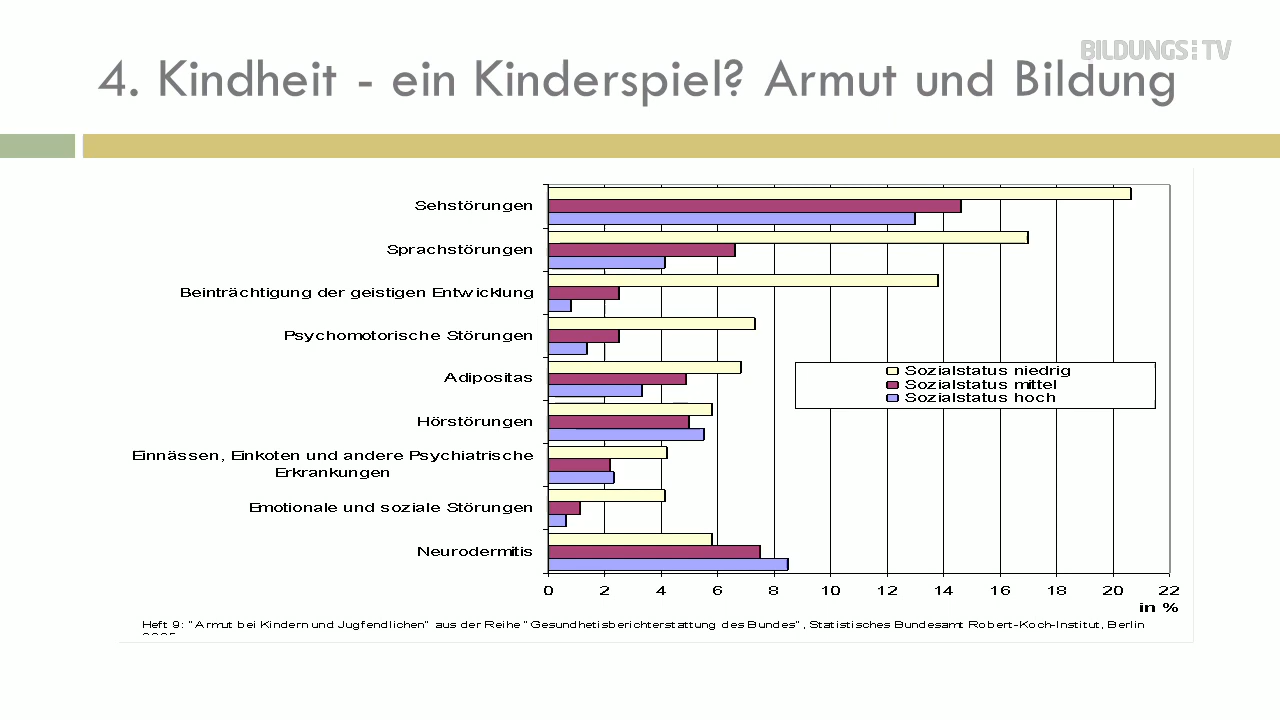 BILDUNGS:TV
4. Kindheit - ein Kinderspiel? Armut und Bildung
Sehstörungen
Sprachstörungen
Beinträchtigung der geistigen Entwicklung
Psychomotorische Störungen
Adipositas
Hörstörungen
Einnässen, Einkoten und andere Psychiatrische
Erkrankungen
Emotionale und soziale Störungen
Neurodermitis
Sozialstatus niedrig
Sozialstatus mittel
Sozialstatus hoch
0 2 4 6 8 10 12 14 16 18 20 22
in %
Heft 9: "Armut bei Kindern und Jugfendlichen" aus der Reihe "Gesundhetisberichterstattung des Bundes", Statistisches Bundesamt Robert-Koch-Institut, Berlin